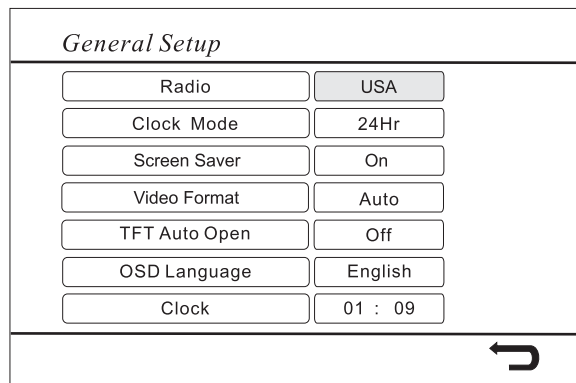 General Setup
Radio USA
Clock Mode 24Hr
Screen Saver On
Video Format Auto
TFT Auto Open Off
OSD Language English
Clock 01 : 09